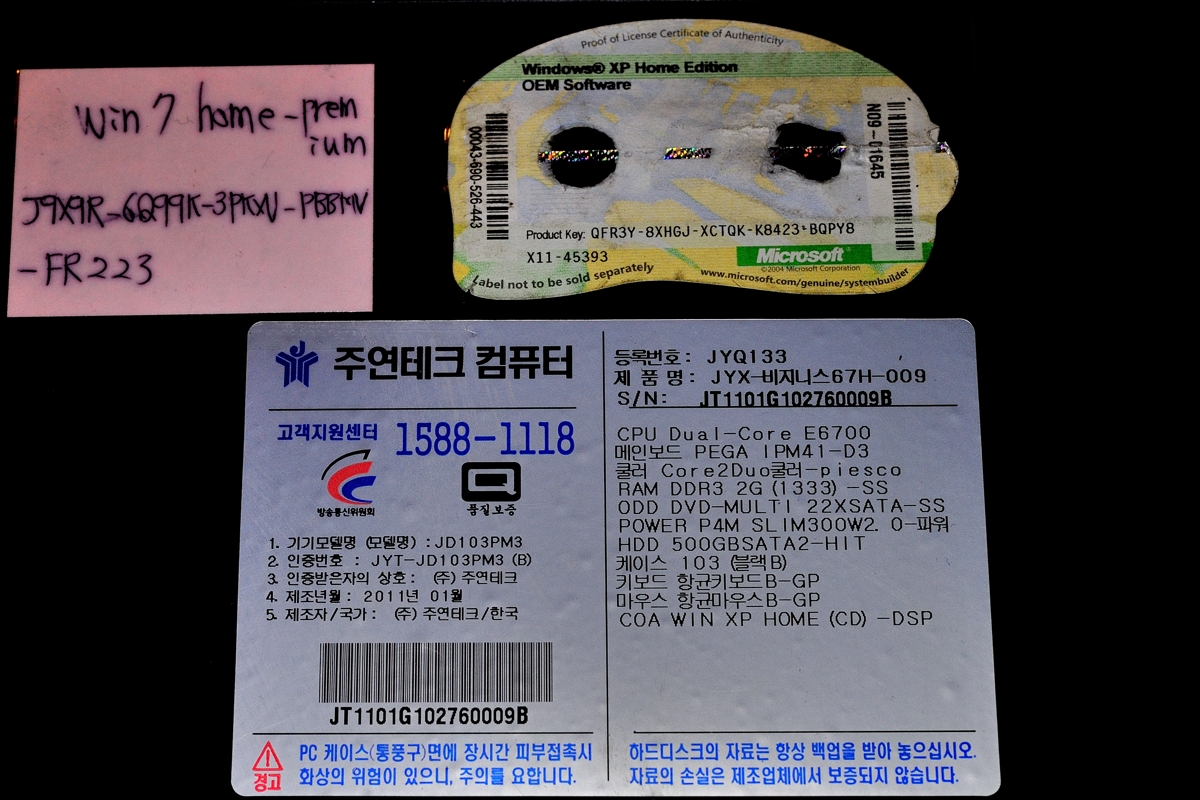 Win 7 home-prem
ium
J9X9R-6Q99K-3PKXN-PBBMN
-FR223
Proof of License Certificate of Authenticity
Windows® XP Home Edition
OEM Software
00043-690-526-443
N09-01645
Product Key: QFR3Y-8XHGJ-XCTQK-K8423-BQPY8
X11-45393
Microsoft®
©2004 Microsoft Corporation
Label not to be sold separately
www.microsoft.com/genuine/systembuilder
주연테크 컴퓨터
고객지원센터 1588-1118
방송통신위원회
품질보증
1. 기기모델명 (모델명) :JD103PM3
2. 인증번호 : JYT-JD103PM3 (B)
3. 인증받은자의 상호: (주) 주연테크
4. 제조년월: 2011년 01월
5. 제조자/국가: (주) 주연테크/한국
JT1101G102760009B
경고
PC 케이스(통풍구)면에 장시간 피부접촉시
화상의 위험이 있으니, 주의를 요합니다.
등록번호: JYQ133
제 품 명: JYX-비지니스67H-009
S/N: JT1101G102760009B
CPU Dual-Core E6700
메인보드 PEGA IPM41-D3
쿨러 Core2Duo쿨러-piesco
RAM DDR3 2G (1333) -SS
ODD DVD-MULTI 22XSATA-SS
POWER P4M SLIM300W2.0-파워
HDD 500GBSATA2-HIT
케이스 103 (블랙B)
키보드 항균키보드B-GP
마우스 항균마우스B-GP
COA WIN XP HOME (CD) -DSP
하드디스크의 자료는 항상 백업을 받아 놓으십시오.
자료의 손실은 제조업체에서 보증되지 않습니다.